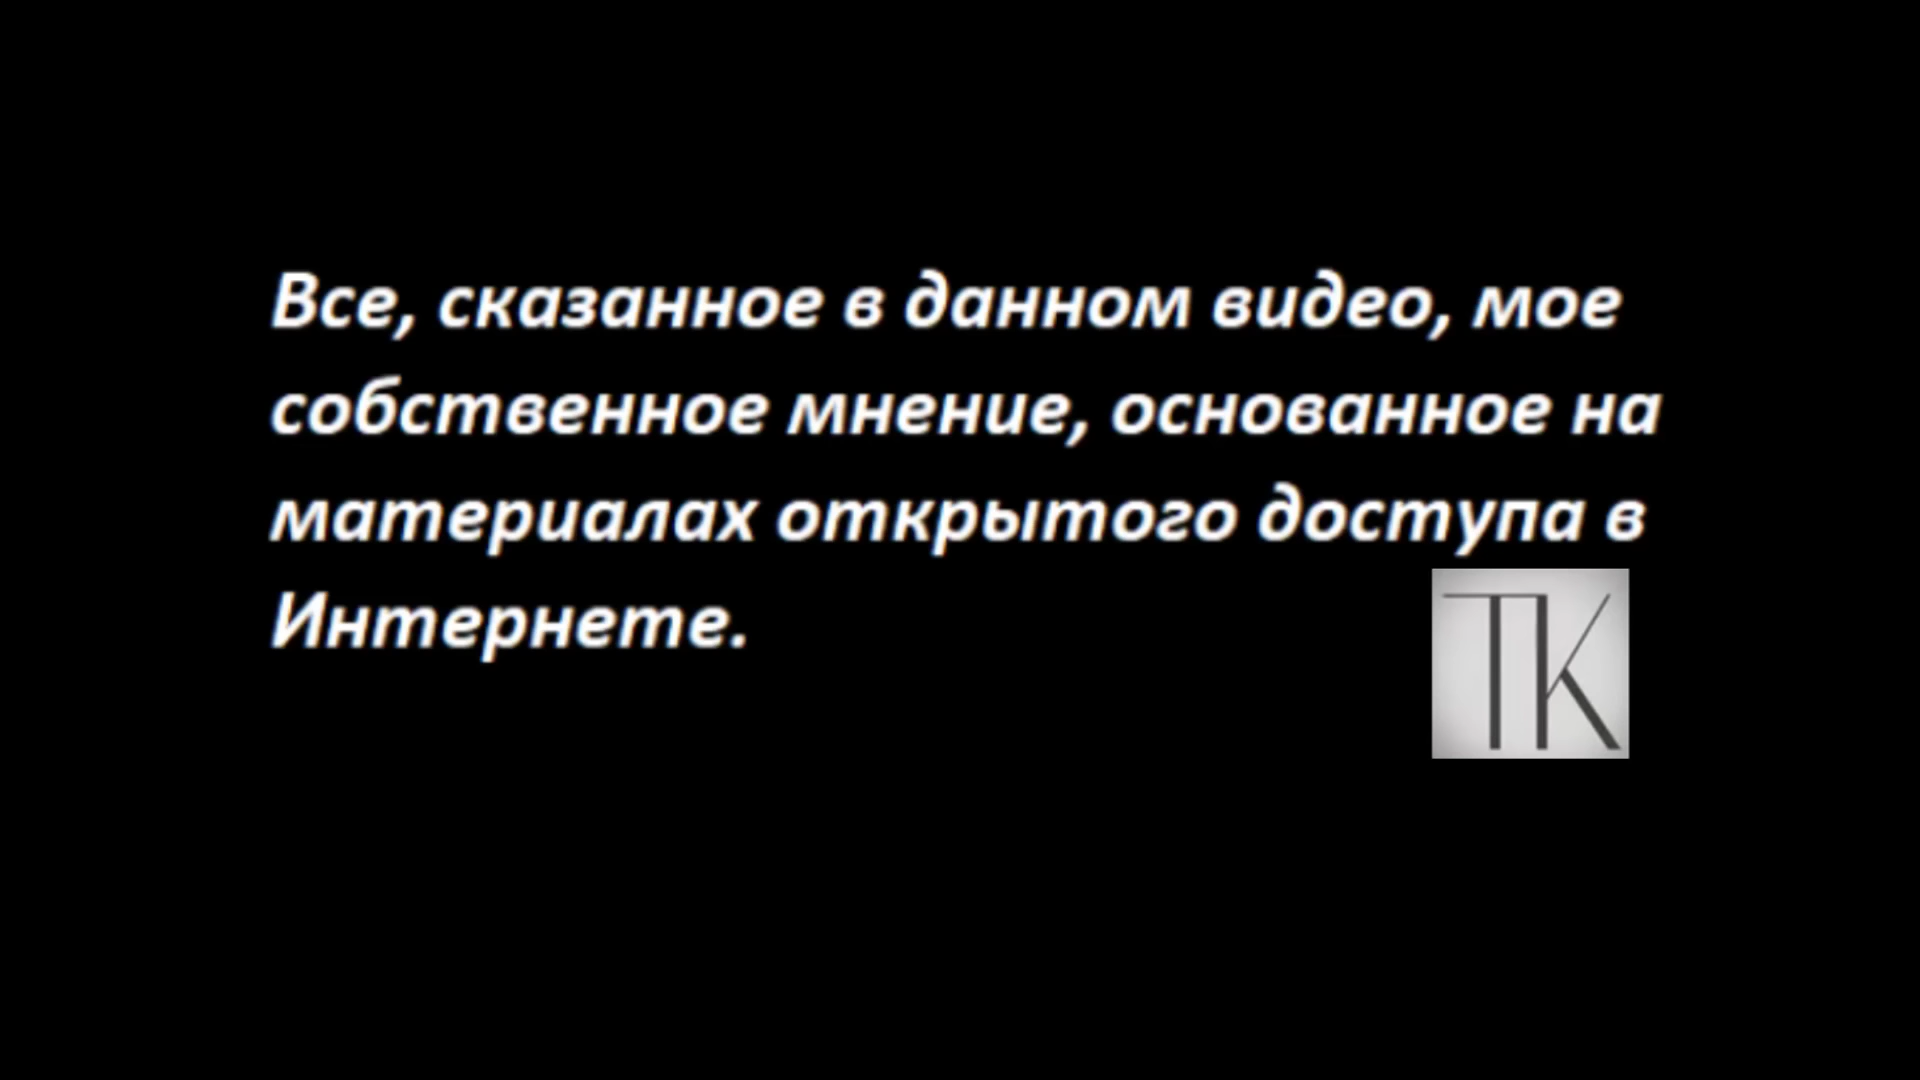 Все, сказанное в данном видео, мое
собственное мнение, основанное на
материалах открытого доступа в
Интернете.
TK